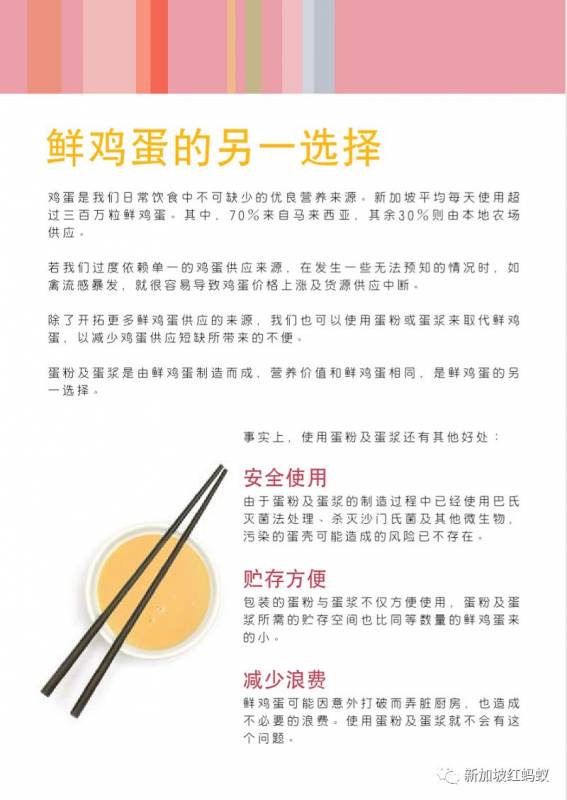 鲜鸡蛋的另一选择
鸡蛋是我们日常饮食中不可缺少的优良营养来源。新加坡平均每天使用超
过三百万粒鲜鸡蛋。其中，70%来自马来西亚，其余30%则由本地农场
供应。
若我们过度依赖单一的鸡蛋供应来源，在发生一些无法预知的情况时，如
禽流感暴发，就很容易导致鸡蛋价格上涨及货源供应中断。
除了开拓更多鲜鸡蛋供应的来源，我们也可以使用蛋粉或蛋浆来取代鲜鸡
蛋，以减少鸡蛋供应短缺所带来的不便。
蛋粉及蛋浆是由鲜鸡蛋制造而成，营养价值和鲜鸡蛋相同，是鲜鸡蛋的另
一选择。
事实上，使用蛋粉及蛋浆还有其他好处：
安全使用
由于蛋粉及蛋浆的制造过程中已经使用巴氏
灭菌法处理、杀灭沙门氏菌及其他微生物，
污染的蛋壳可能造成的风险已不存在。
贮存方便
包装的蛋粉与蛋浆不仅方便使用，蛋粉及蛋
浆所需的贮存空间也比同等数量的鲜鸡蛋来
的小。
减少浪费
鲜鸡蛋可能因意外打破而弄脏厨房，也造成
不必要的浪费。使用蛋粉及蛋浆就不会有这
个问题。
新加坡红蚂蚁